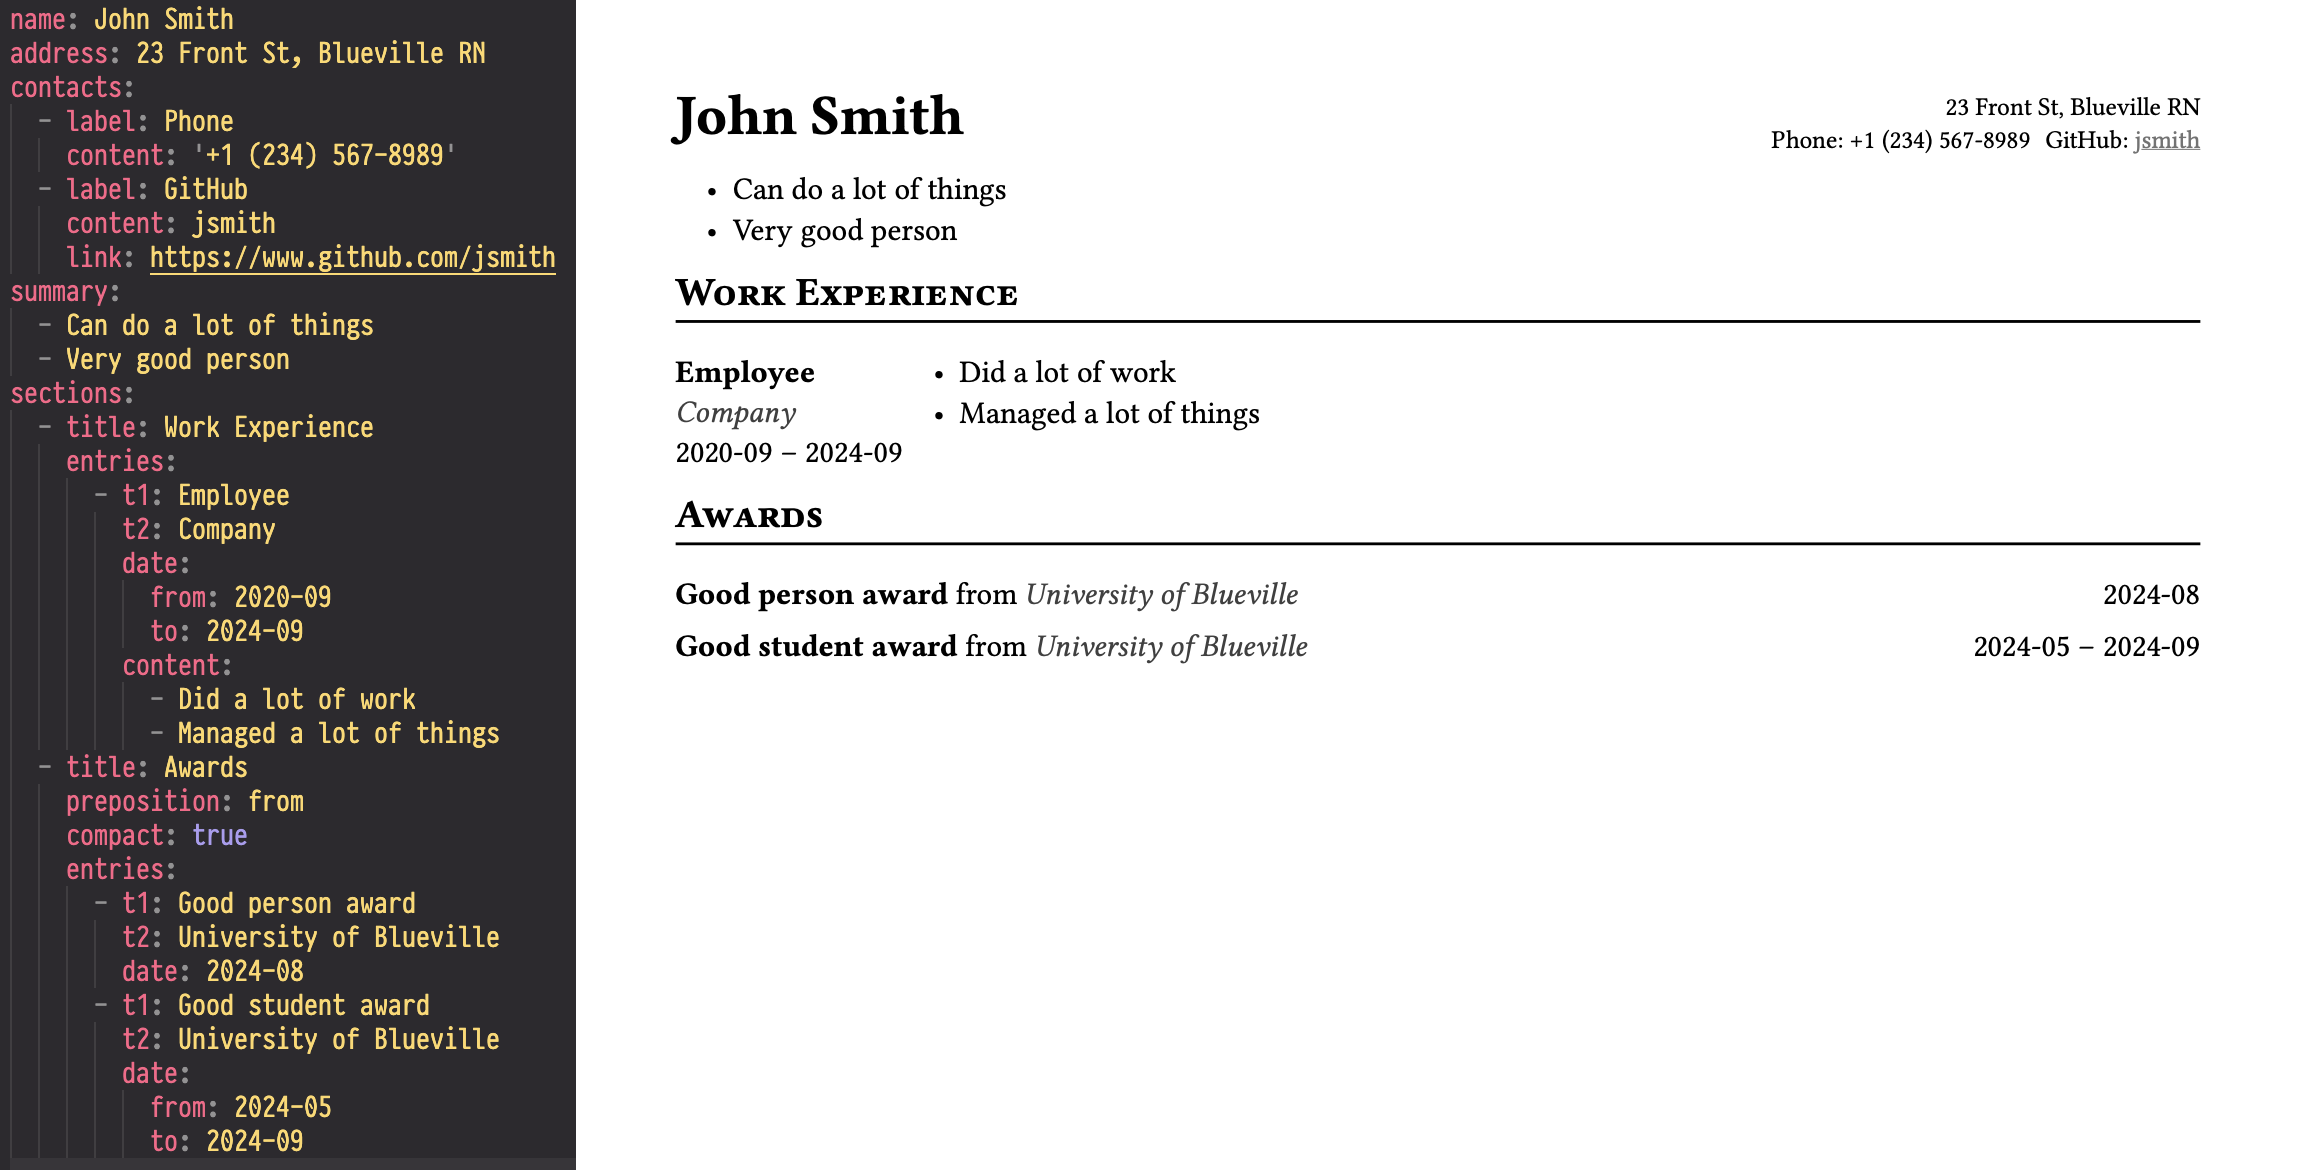 name: John Smith
address: 23 Front St, Blueville RN
contacts:
  - label: Phone
    content: '+1 (234) 567-8989'
  - label: GitHub
    content: jsmith
    link: https://www.github.com/jsmith
summary:
  - Can do a lot of things
  - Very good person
sections:
  - title: Work Experience
    entries:
      - t1: Employee
        t2: Company
        date:
          from: 2020-09
          to: 2024-09
        content:
          - Did a lot of work
          - Managed a lot of things
  - title: Awards
    preposition: from
    compact: true
    entries:
      - t1: Good person award
        t2: University of Blueville
        date: 2024-08
      - t1: Good student award
        t2: University of Blueville
        date:
          from: 2024-05
          to: 2024-09
John Smith
23 Front St, Blueville RN
Phone: +1 (234) 567-8989 GitHub: jsmith
• Can do a lot of things
• Very good person
Work Experience
Employee
Company
2020-09 – 2024-09
• Did a lot of work
• Managed a lot of things
Awards
Good person award from University of Blueville 2024-08
Good student award from University of Blueville 2024-05 – 2024-09